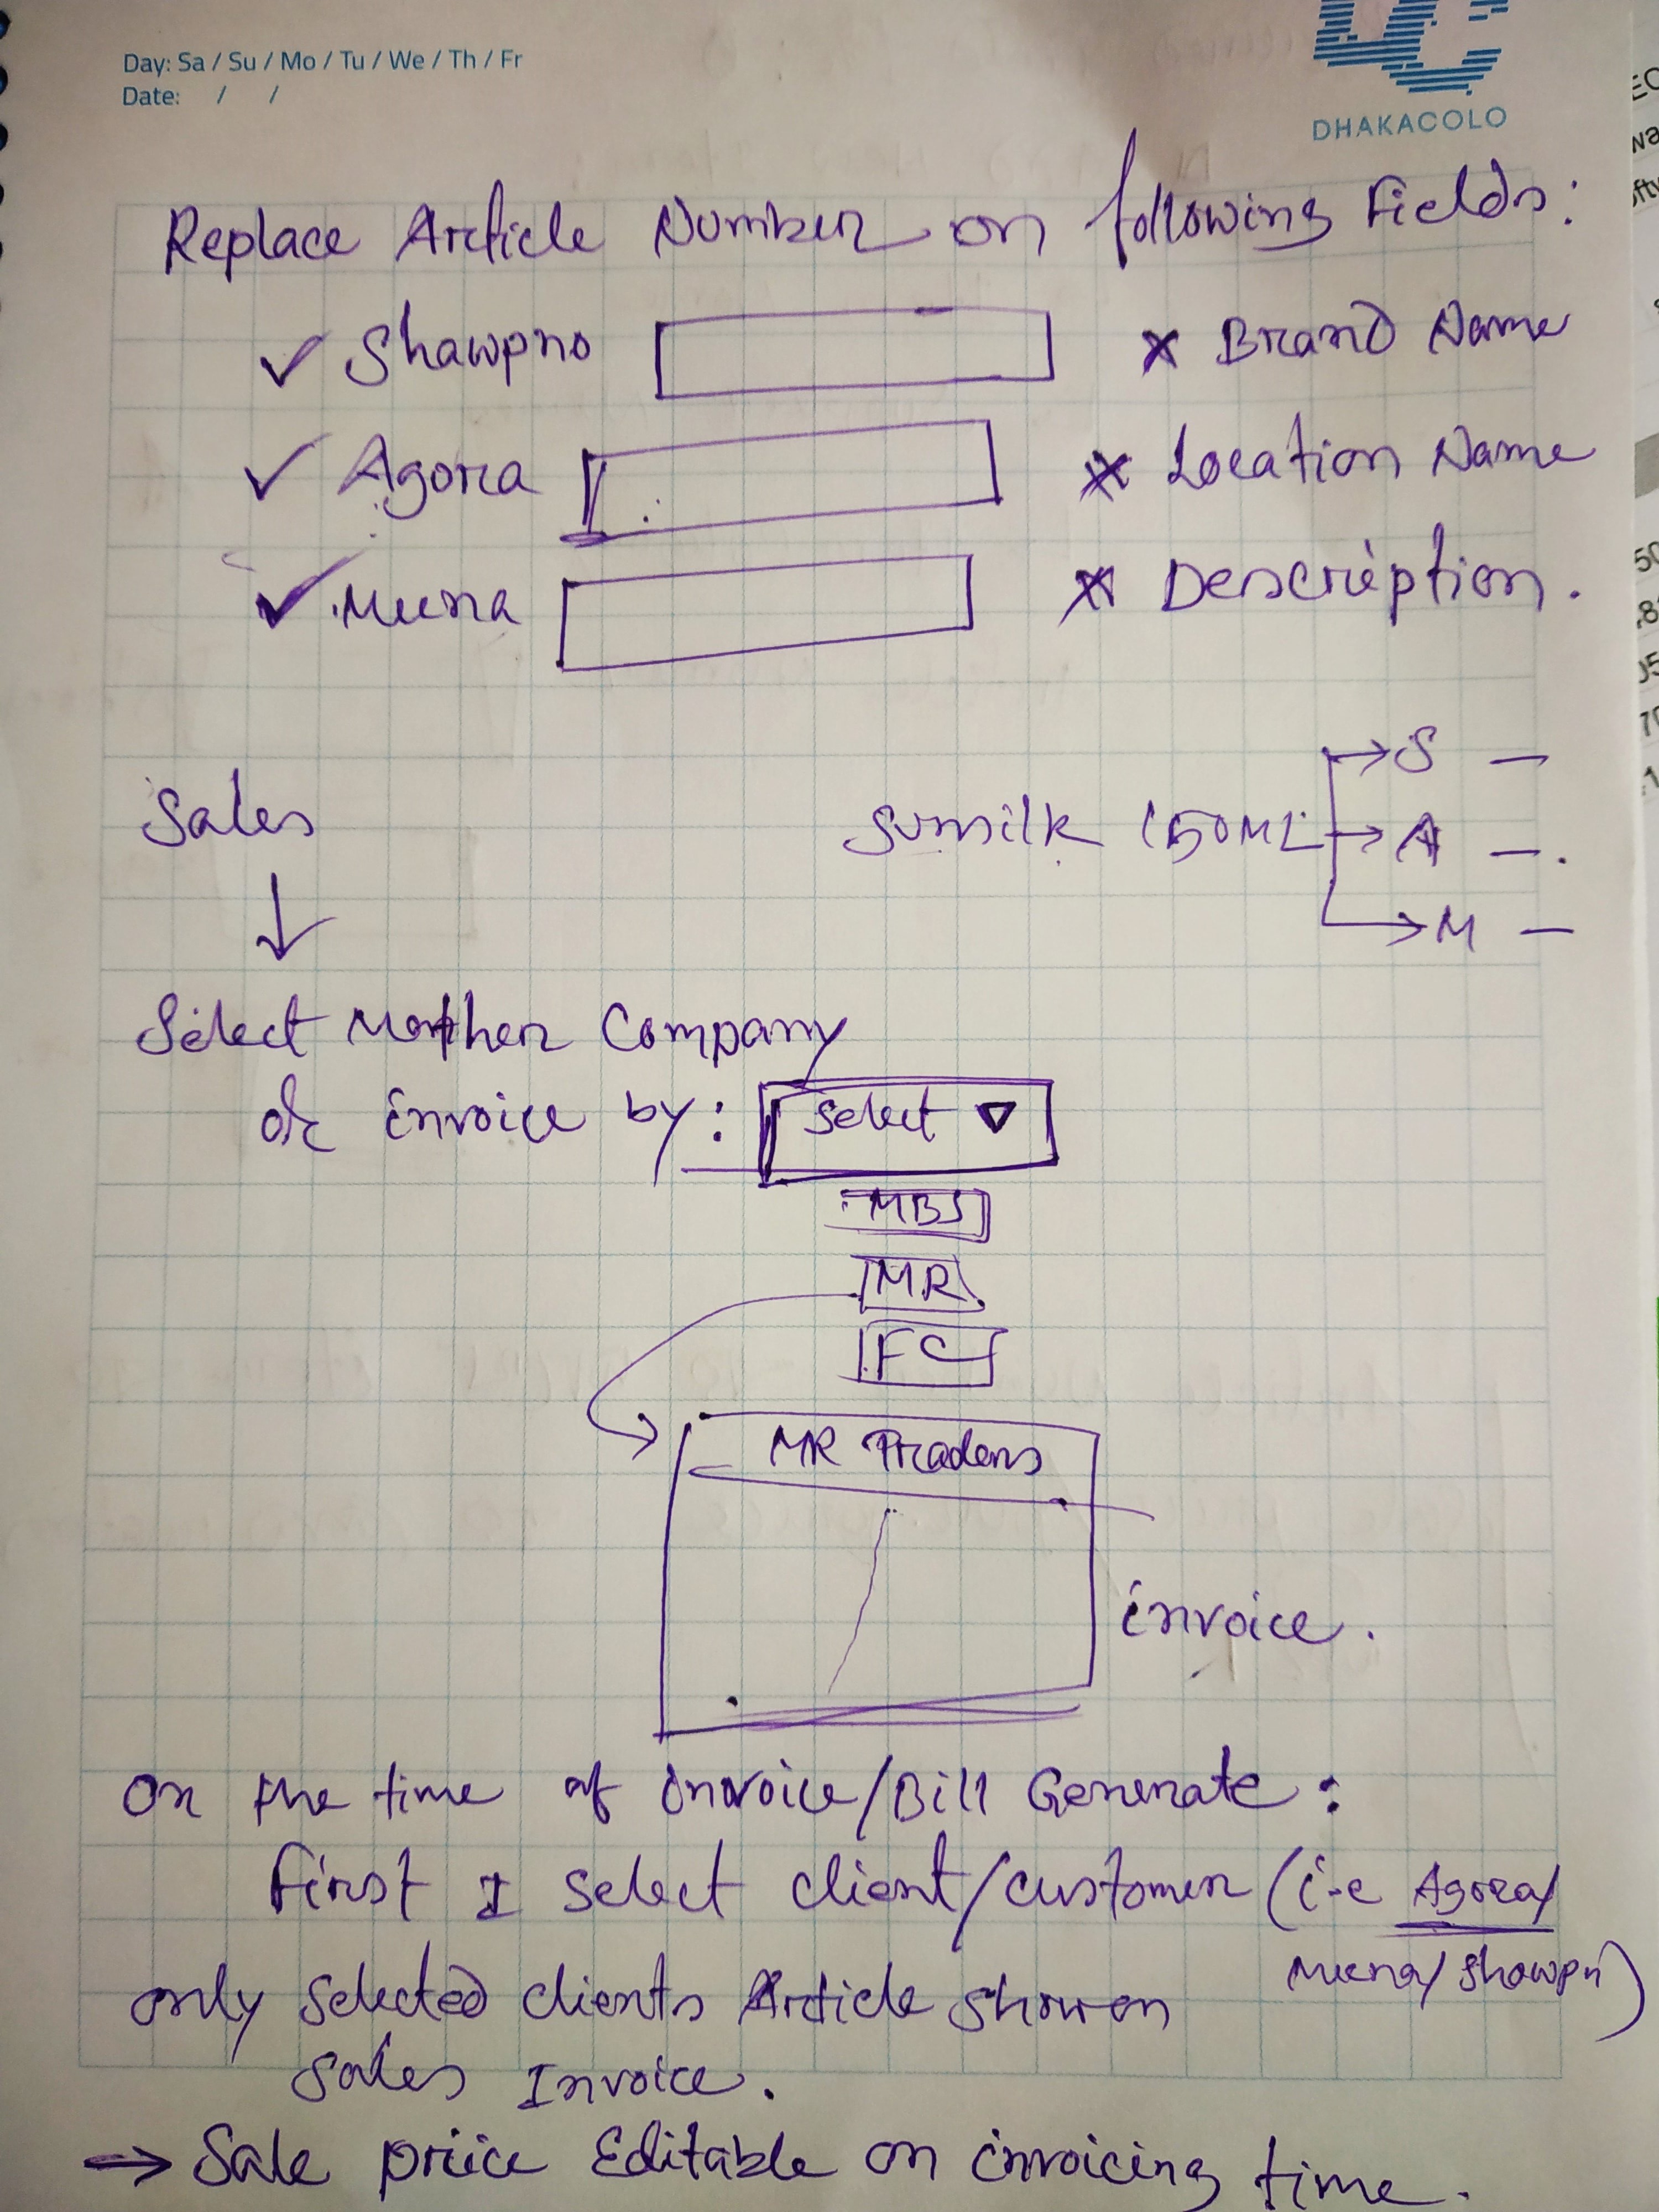 Day: Sa / Su / Mo / Tu / We / Th / Fr
Date: / /
DHAKACOLO
Replace Article Number on following Fields:
✓ Shawpno × Brand Name
✓ Agora × Location Name
✓ Meena × Description.
Sales
Sunsilk 150ML → S —
→ A —.
→ M —
Select Mother Company
or invoice by: Select ▽
MBS
MR
FC
MR Traders
invoice.
On the time of Invoice/Bill Generate:
First I select client/customer (i.e Agora/
Meena/Shawpn)
only selected clients Article show on
Sales Invoice.
→ Sale price Editable on invoicing time.